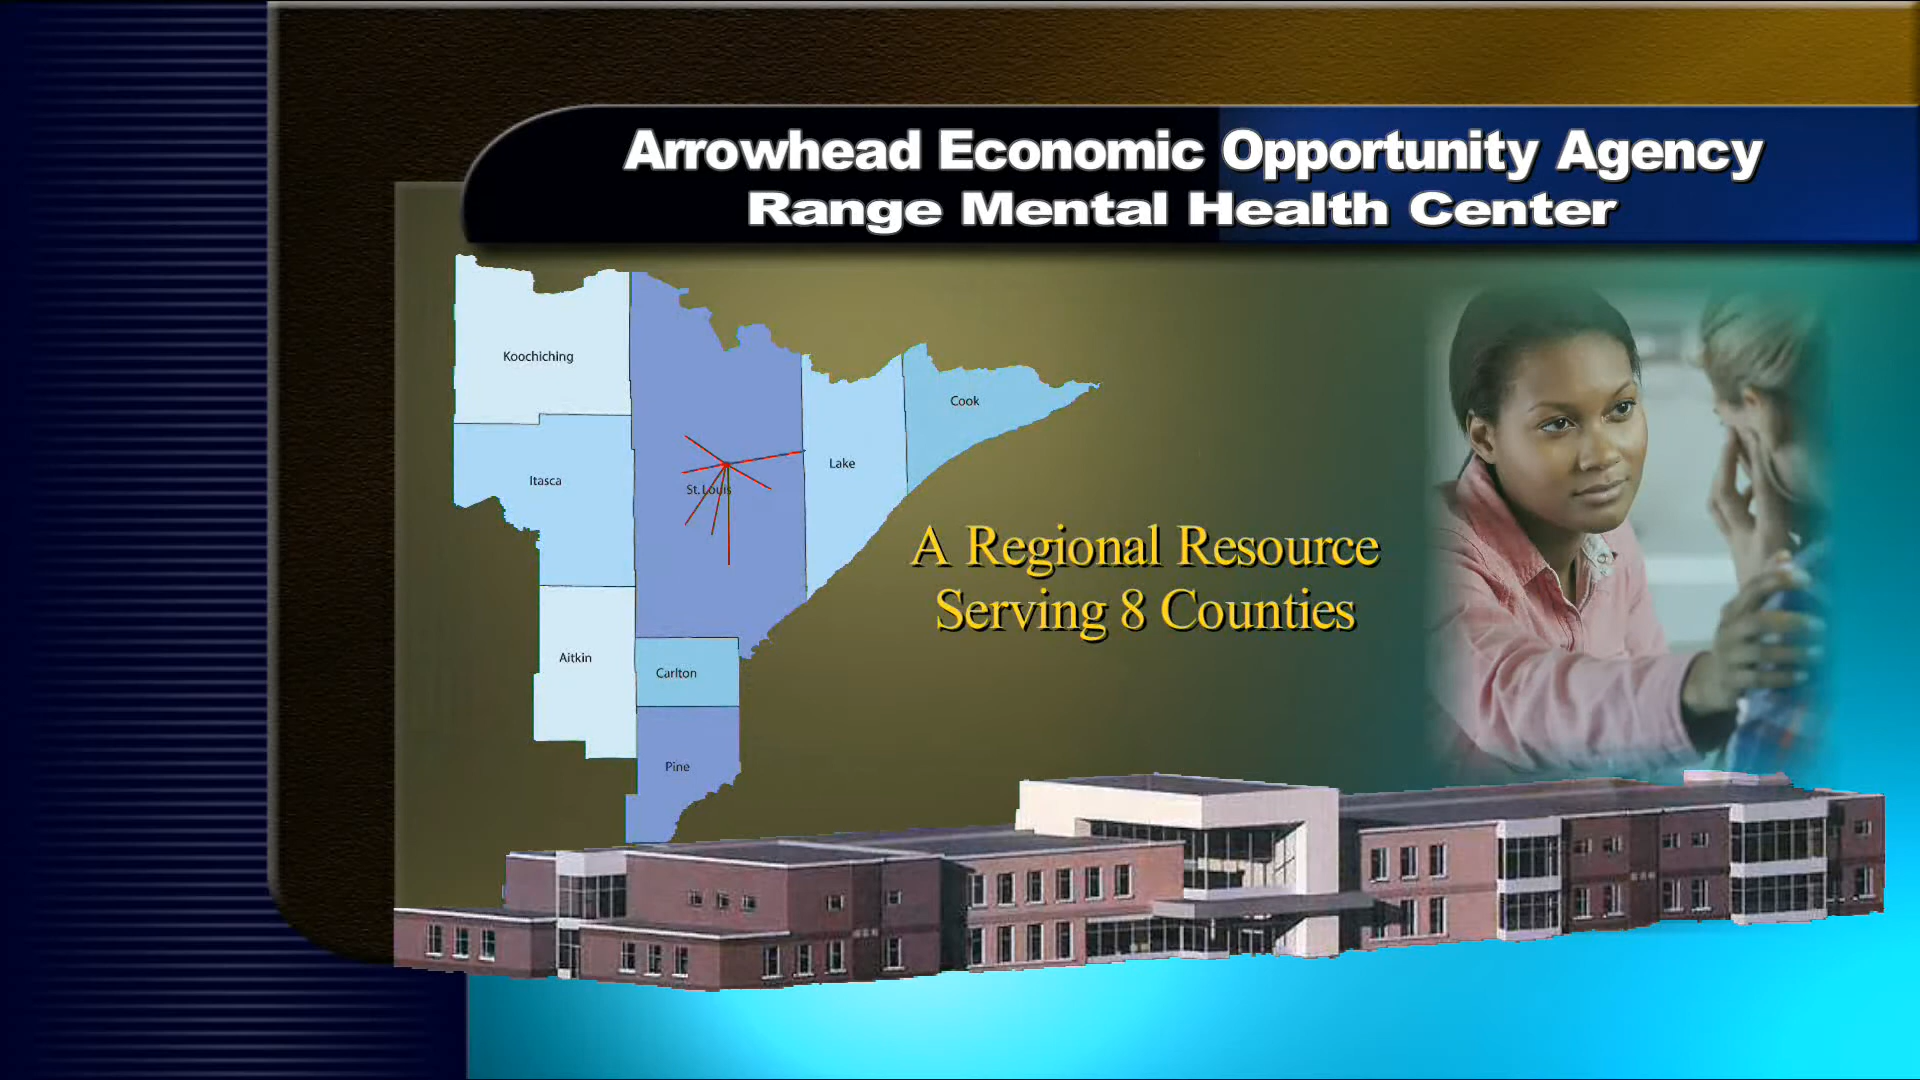 Arrowhead Economic Opportunity Agency
Range Mental Health Center
Koochiching
Cook
Lake
Itasca
St. Louis
A Regional Resource
Serving 8 Counties
Aitkin
Carlton
Pine